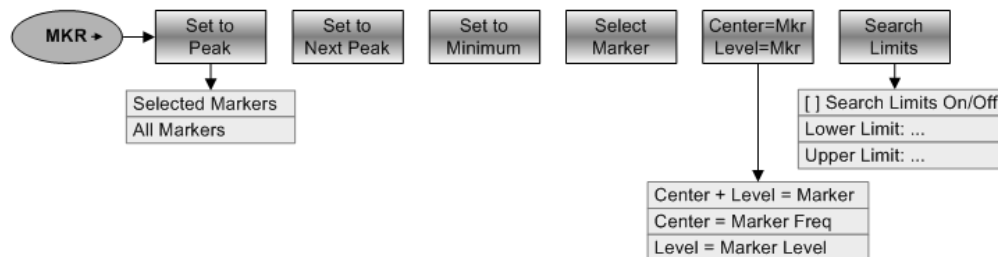 MKR →
Set to
Peak
Set to
Next Peak
Set to
Minimum
Select
Marker
Center=Mkr
Level=Mkr
Search
Limits
Selected Markers
All Markers
[ ] Search Limits On/Off
Lower Limit: ...
Upper Limit: ...
Center + Level = Marker
Center = Marker Freq
Level = Marker Level